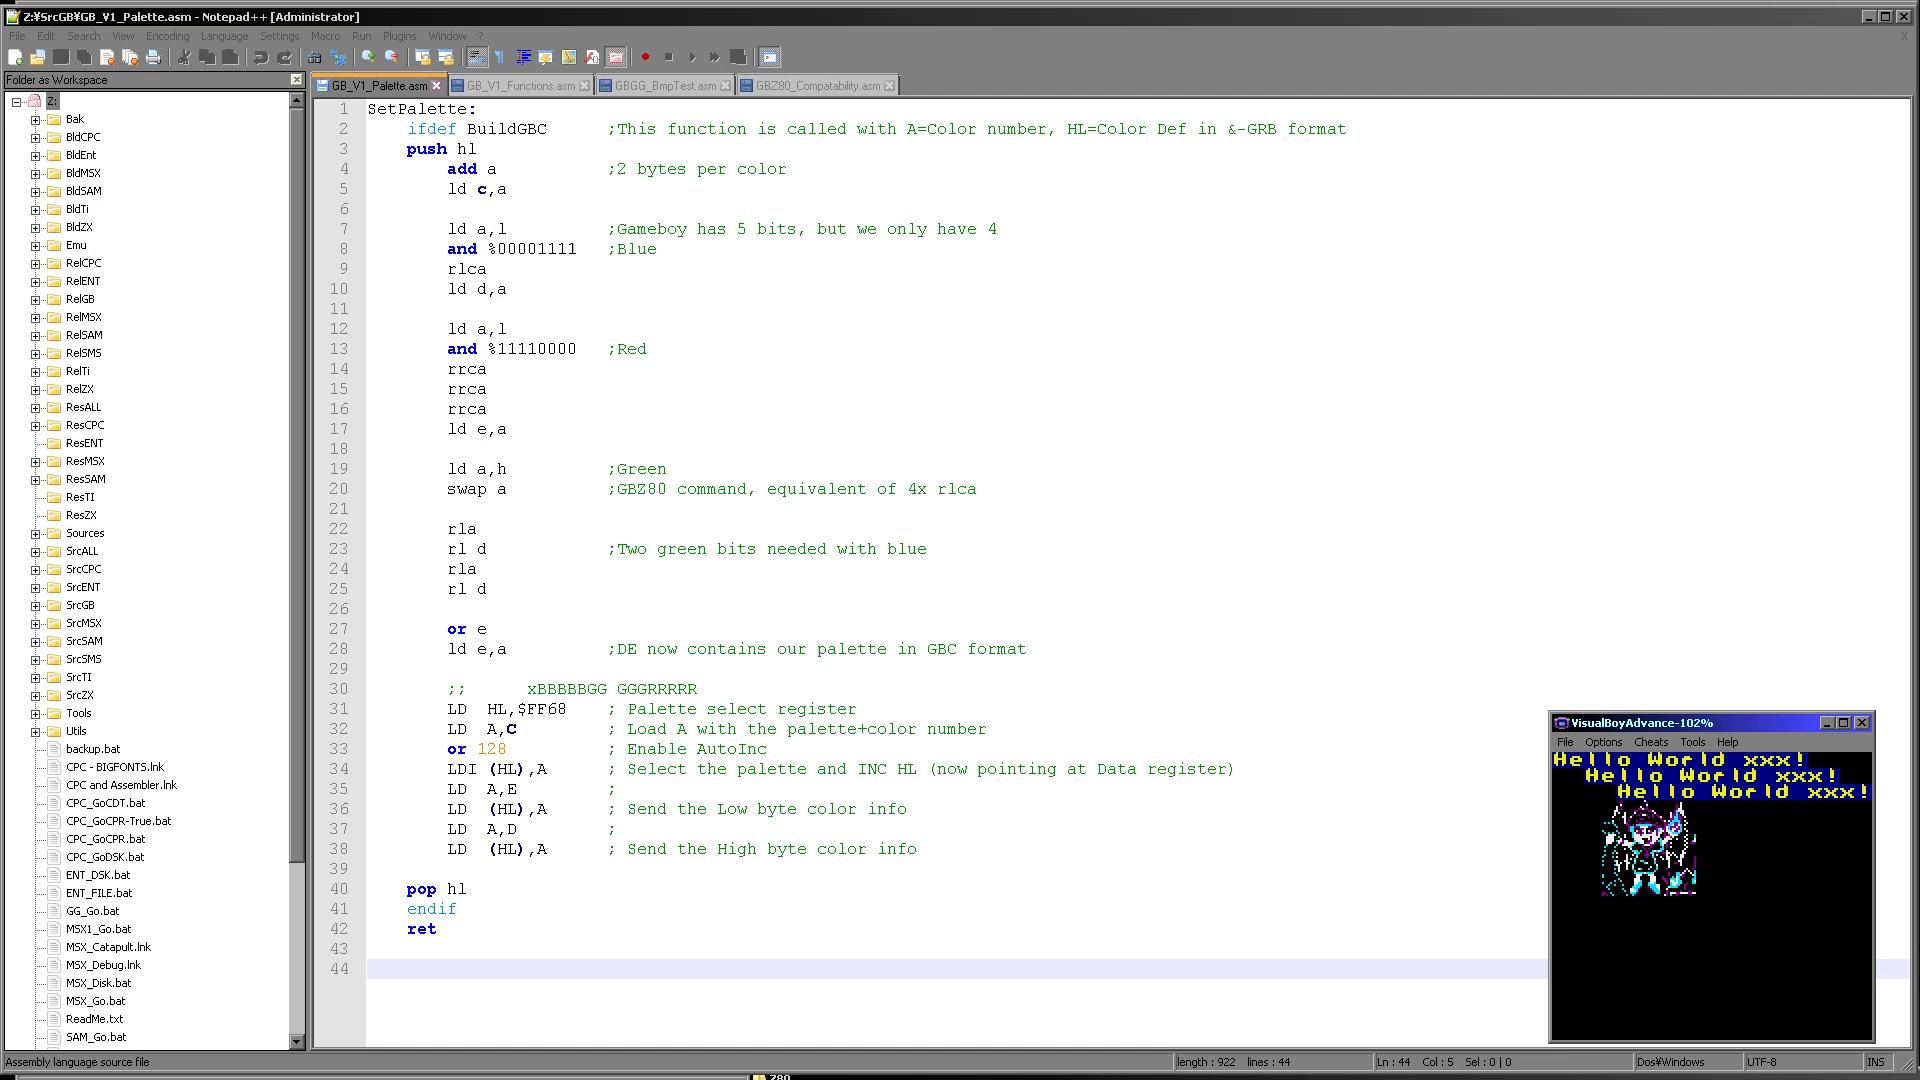 Z:¥SrcGB¥GB_V1_Palette.asm - Notepad++ [Administrator]
File Edit Search View Encoding Language Settings Macro Run Plugins Window ? X
Folder as Workspace
GB_V1_Palette.asm GB_V1_Functions.asm GBGG_BmpTest.asm GBZ80_Compatability.asm
Z:
Bak
BldCPC
BldEnt
BldMSX
BldSAM
BldTi
BldZX
Emu
RelCPC
RelENT
RelGB
RelMSX
RelSAM
RelSMS
RelTi
RelZX
ResALL
ResCPC
ResENT
ResMSX
ResSAM
ResTI
ResZX
Sources
SrcALL
SrcCPC
SrcENT
SrcGB
SrcMSX
SrcSAM
SrcSMS
SrcTI
SrcZX
Tools
Utils
backup.bat
CPC - BIGFONTS.lnk
CPC and Assembler.lnk
CPC_GoCDT.bat
CPC_GoCPR-True.bat
CPC_GoCPR.bat
CPC_GoDSK.bat
ENT_DSK.bat
ENT_FILE.bat
GG_Go.bat
MSX1_Go.bat
MSX_Catapult.lnk
MSX_Debug.lnk
MSX_Disk.bat
MSX_Go.bat
ReadMe.txt
SAM_Go.bat
1 SetPalette:
2 ifdef BuildGBC ;This function is called with A=Color number, HL=Color Def in &-GRB format
3 push hl
4 add a ;2 bytes per color
5 ld c,a
6
7 ld a,l ;Gameboy has 5 bits, but we only have 4
8 and %00001111 ;Blue
9 rlca
10 ld d,a
11
12 ld a,l
13 and %11110000 ;Red
14 rrca
15 rrca
16 rrca
17 ld e,a
18
19 ld a,h ;Green
20 swap a ;GBZ80 command, equivalent of 4x rlca
21
22 rla
23 rl d ;Two green bits needed with blue
24 rla
25 rl d
26
27 or e
28 ld e,a ;DE now contains our palette in GBC format
29
30 ;; xBBBBBGG GGGRRRRR
31 LD HL,$FF68 ; Palette select register
32 LD A,C ; Load A with the palette+color number
33 or 128 ; Enable AutoInc
34 LDI (HL),A ; Select the palette and INC HL (now pointing at Data register)
35 LD A,E ;
36 LD (HL),A ; Send the Low byte color info
37 LD A,D ;
38 LD (HL),A ; Send the High byte color info
39
40 pop hl
41 endif
42 ret
43
44
VisualBoyAdvance-102%
File Options Cheats Tools Help
Hello World xxx!
Hello World xxx!
Hello World xxx!
Assembly language source file length : 922 lines : 44 Ln : 44 Col : 5 Sel : 0 | 0 Dos¥Windows UTF-8 INS
Z80